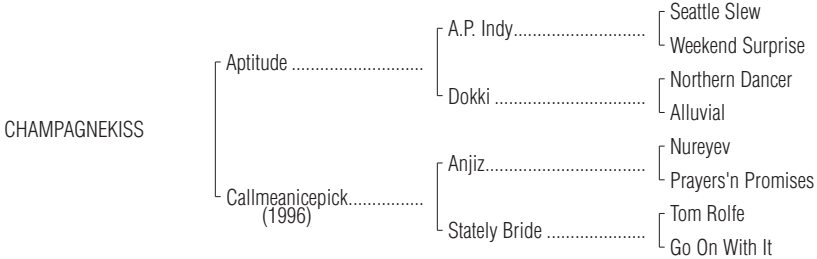 Seattle Slew
A.P. Indy..............................
Weekend Surprise
Aptitude ............................
Northern Dancer
Dokki .................................
Alluvial
CHAMPAGNEKISS
Nureyev
Anjiz...................................
Prayers'n Promises
Callmeanicepick................
(1996)
Tom Rolfe
Stately Bride .....................
Go On With It